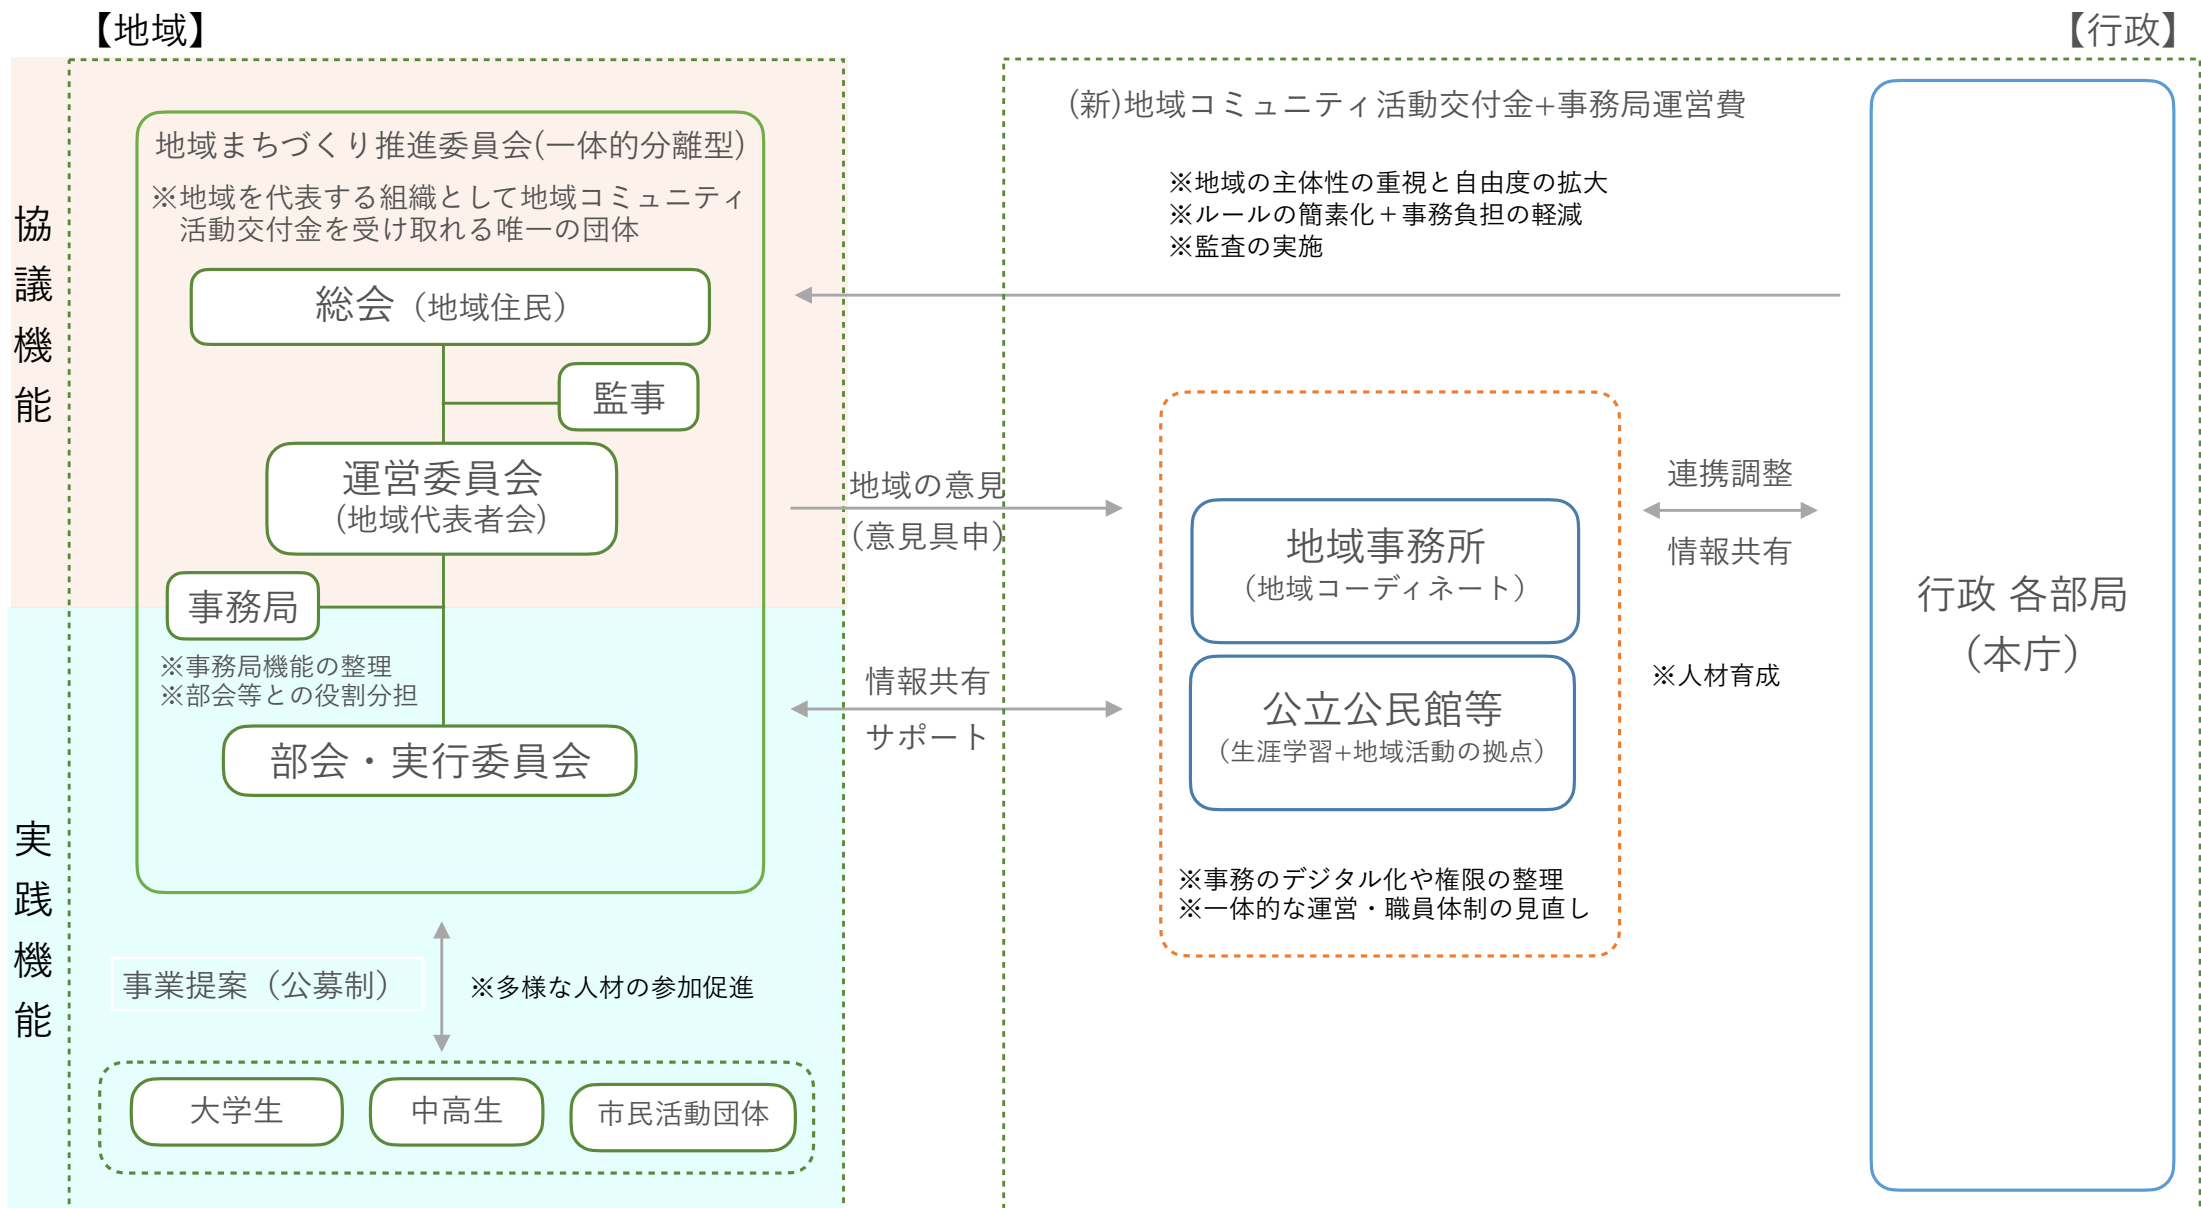 【地域】
【行政】
協議機能
地域まちづくり推進委員会(一体的分離型)
※地域を代表する組織として地域コミュニティ
活動交付金を受け取れる唯一の団体
総会（地域住民）
監事
運営委員会
(地域代表者会)
事務局
※事務局機能の整理
※部会等との役割分担
部会・実行委員会
実践機能
事業提案（公募制）
※多様な人材の参加促進
大学生
中高生
市民活動団体
地域の意見
(意見具申)
情報共有
サポート
(新)地域コミュニティ活動交付金+事務局運営費
※地域の主体性の重視と自由度の拡大
※ルールの簡素化＋事務負担の軽減
※監査の実施
地域事務所
（地域コーディネート）
公立公民館等
（生涯学習+地域活動の拠点）
※事務のデジタル化や権限の整理
※一体的な運営・職員体制の見直し
連携調整
情報共有
※人材育成
行政 各部局
（本庁）